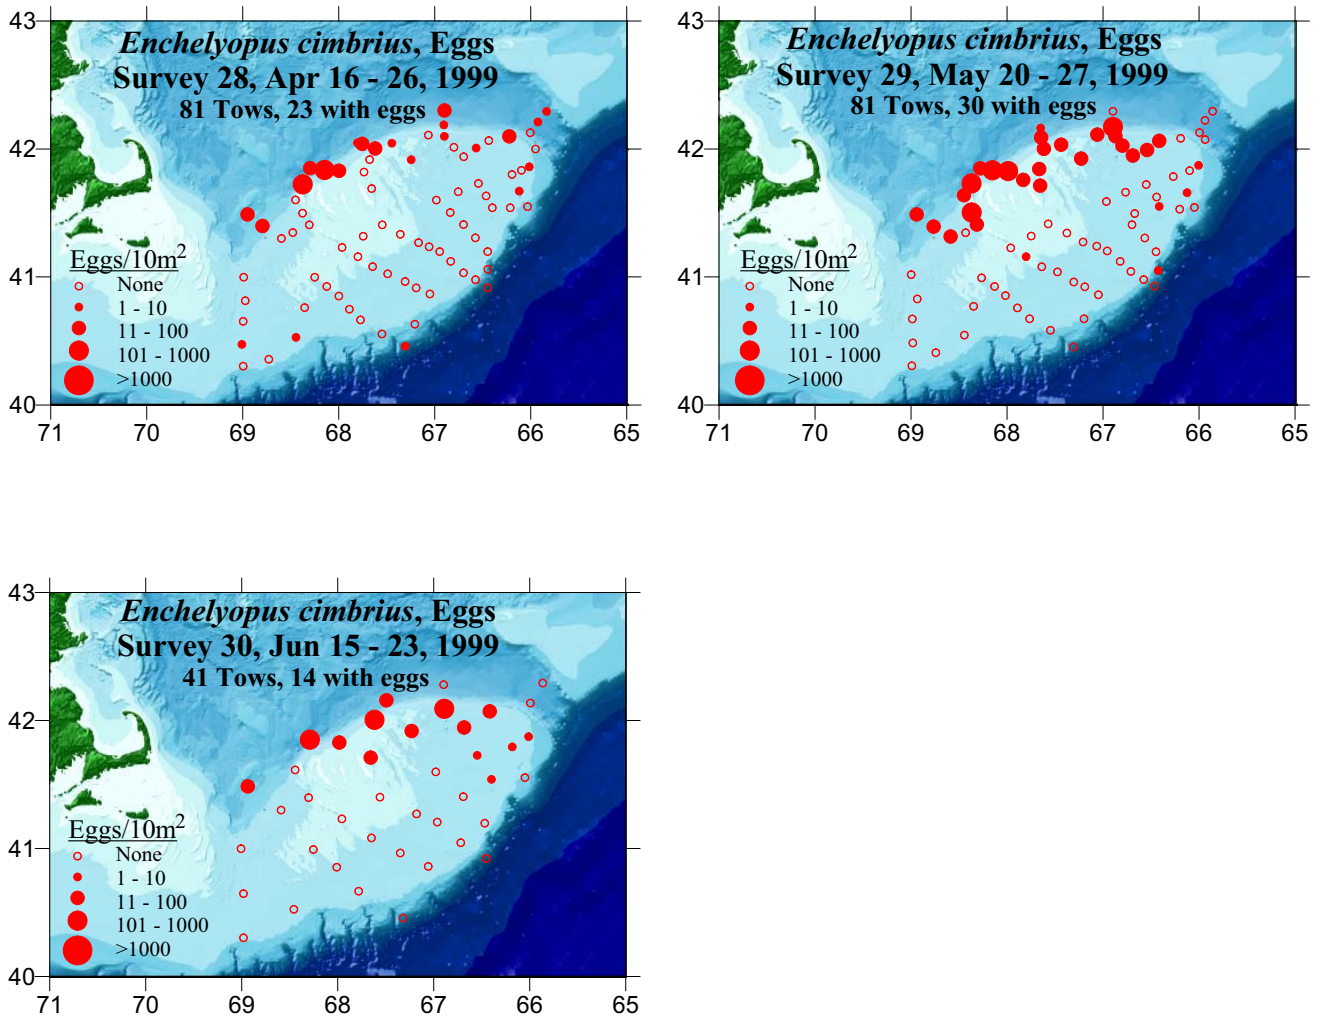 Enchelyopus cimbrius, Eggs
Survey 28, Apr 16 - 26, 1999
81 Tows, 23 with eggs
43
42
41
40
Eggs/10m²
None
1 - 10
11 - 100
101 - 1000
>1000
71 70 69 68 67 66 65
Enchelyopus cimbrius, Eggs
Survey 29, May 20 - 27, 1999
81 Tows, 30 with eggs
43
42
41
40
Eggs/10m²
None
1 - 10
11 - 100
101 - 1000
>1000
71 70 69 68 67 66 65
Enchelyopus cimbrius, Eggs
Survey 30, Jun 15 - 23, 1999
41 Tows, 14 with eggs
43
42
41
40
Eggs/10m²
None
1 - 10
11 - 100
101 - 1000
>1000
71 70 69 68 67 66 65